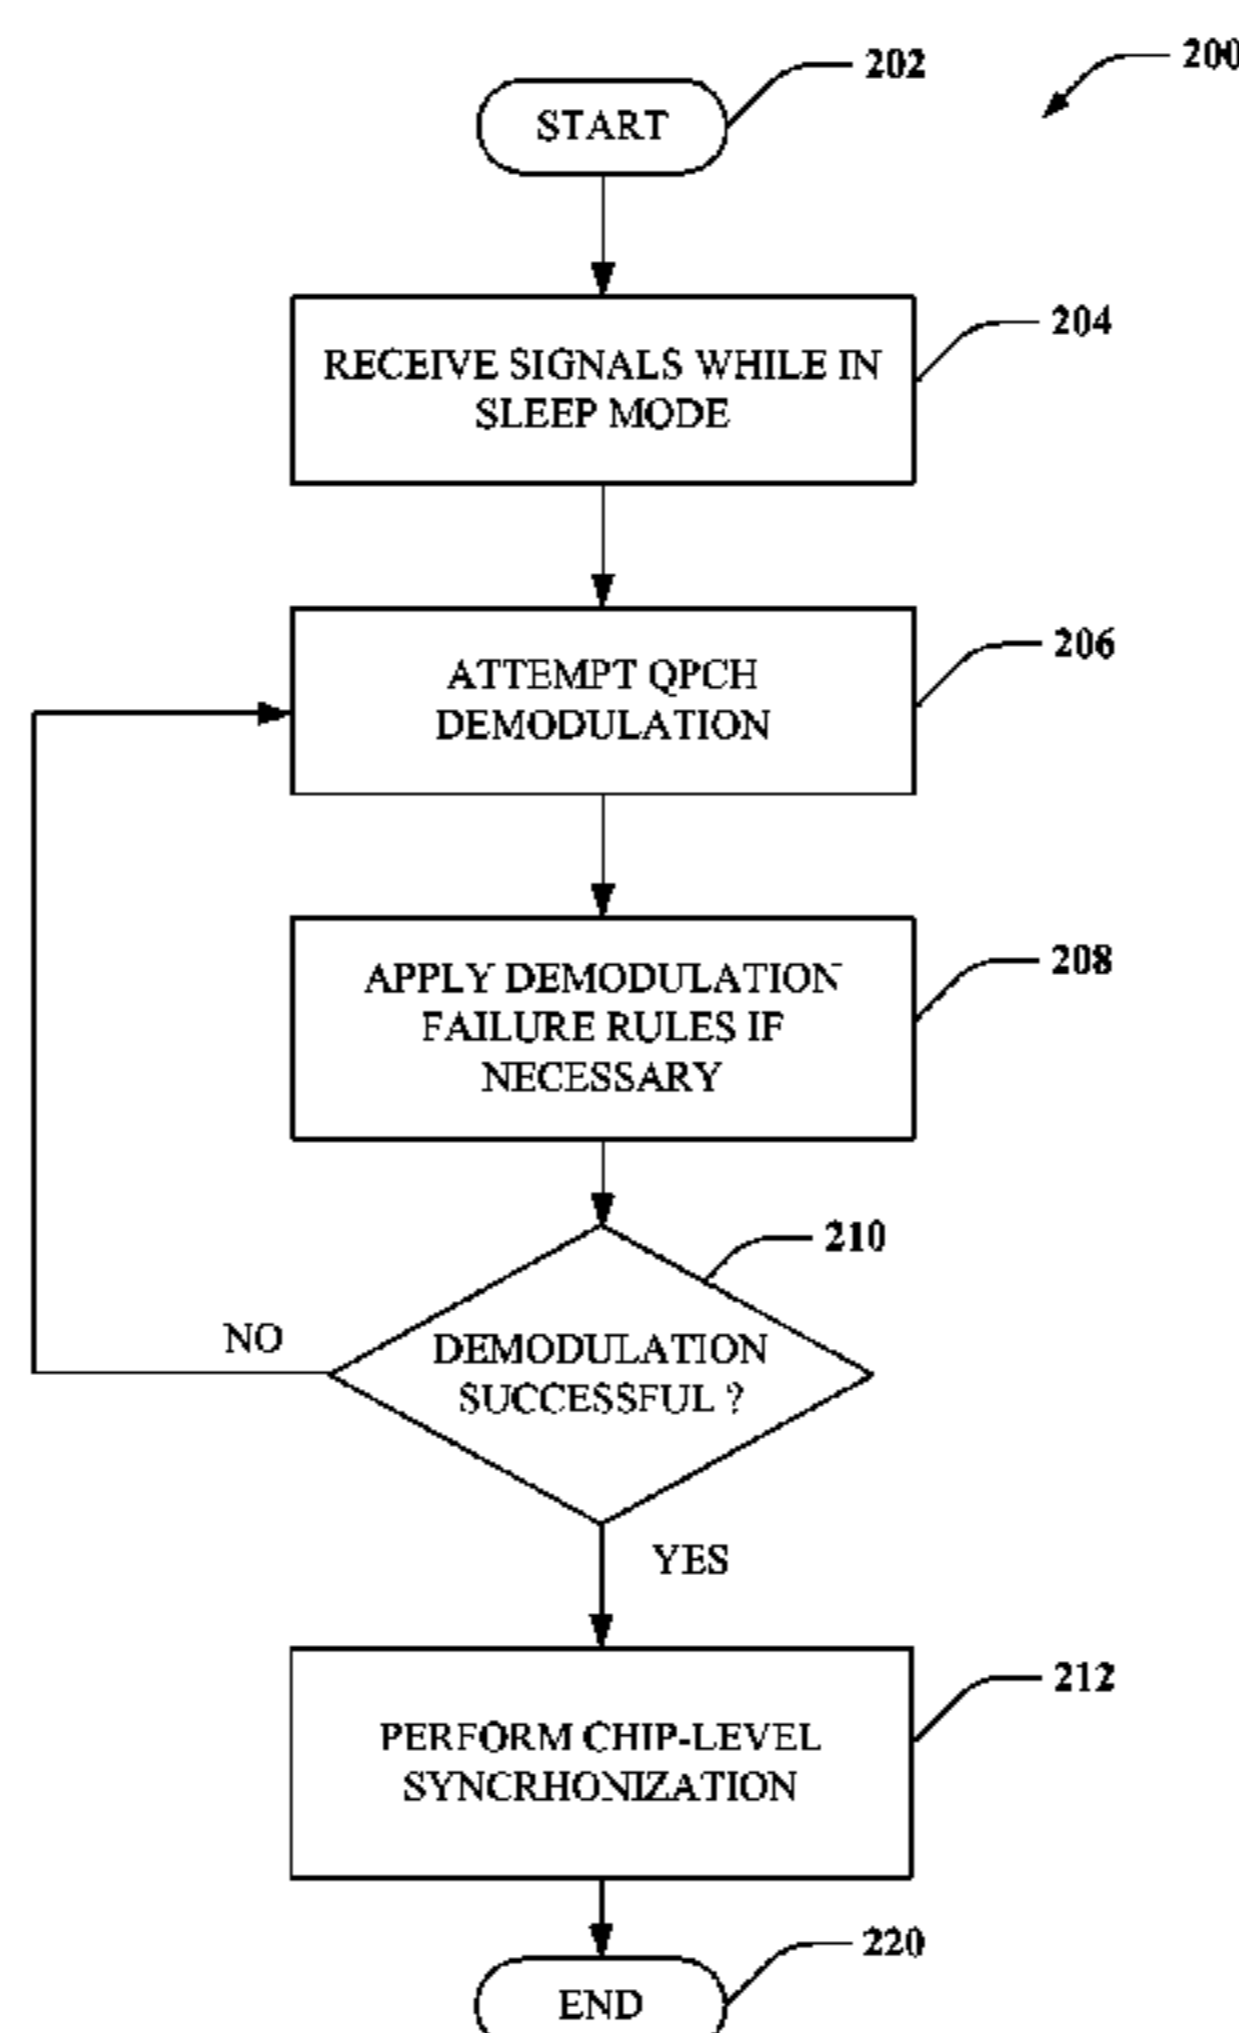 200
202
START
204
RECEIVE SIGNALS WHILE IN
SLEEP MODE
206
ATTEMPT QPCH
DEMODULATION
208
APPLY DEMODULATION
FAILURE RULES IF
NECESSARY
210
DEMODULATION
SUCCESSFUL ?
NO
YES
212
PERFORM CHIP-LEVEL
SYNCRHONIZATION
220
END